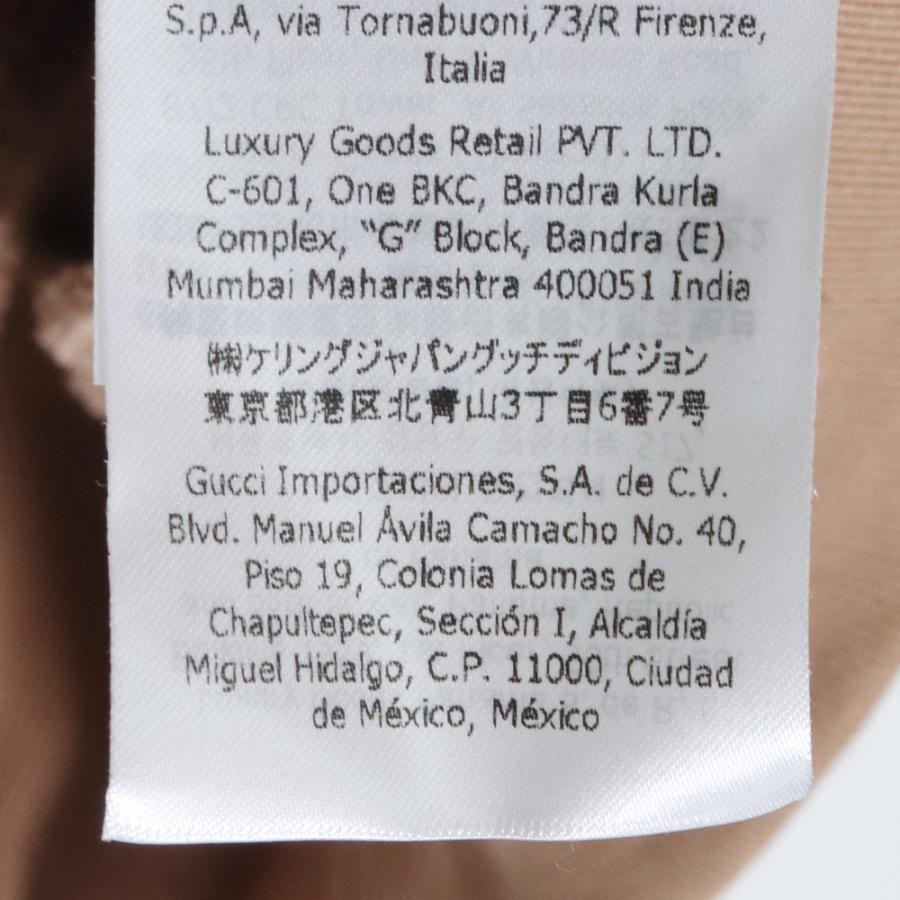 S.p.A, via Tornabuoni,73/R Firenze,
Italia
Luxury Goods Retail PVT. LTD.
C-601, One BKC, Bandra Kurla
Complex, "G" Block, Bandra (E)
Mumbai Maharashtra 400051 India
㈱ケリングジャパングッチディビジョン
東京都港区北青山3丁目6番7号
Gucci Importaciones, S.A. de C.V.
Blvd. Manuel Ávila Camacho No. 40,
Piso 19, Colonia Lomas de
Chapultepec, Sección I, Alcaldía
Miguel Hidalgo, C.P. 11000, Ciudad
de México, México